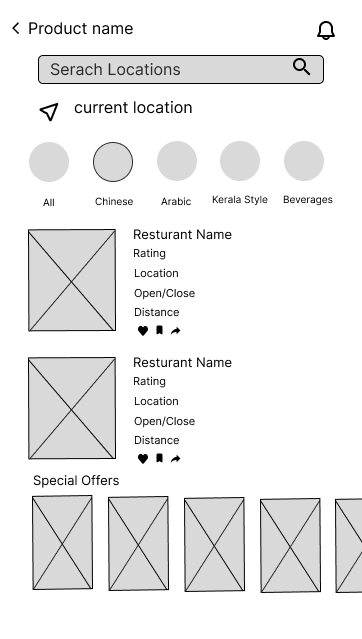 Product name
Serach Locations
current location
All Chinese Arabic Kerala Style Beverages
Resturant Name
Rating
Location
Open/Close
Distance
Resturant Name
Rating
Location
Open/Close
Distance
Special Offers